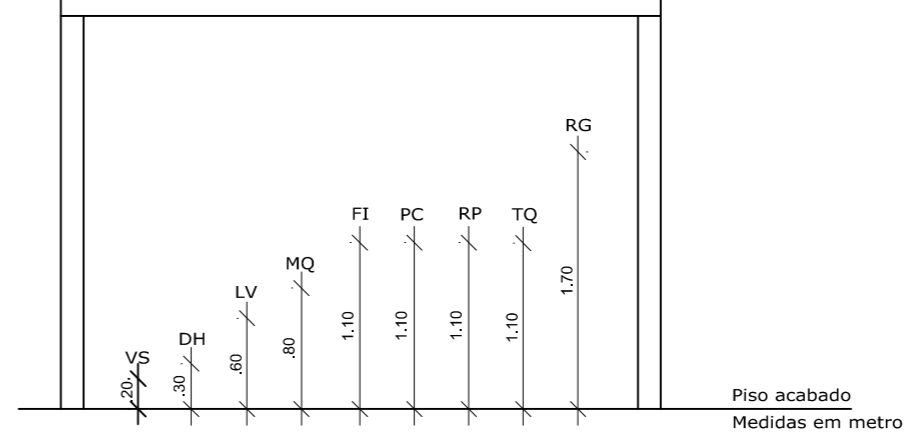 RG
FI
PC
RP
TQ
MQ
LV
DH
VS
.20
.30
.60
.80
1.10
1.10
1.10
1.10
1.70
Piso acabado
Medidas em metro